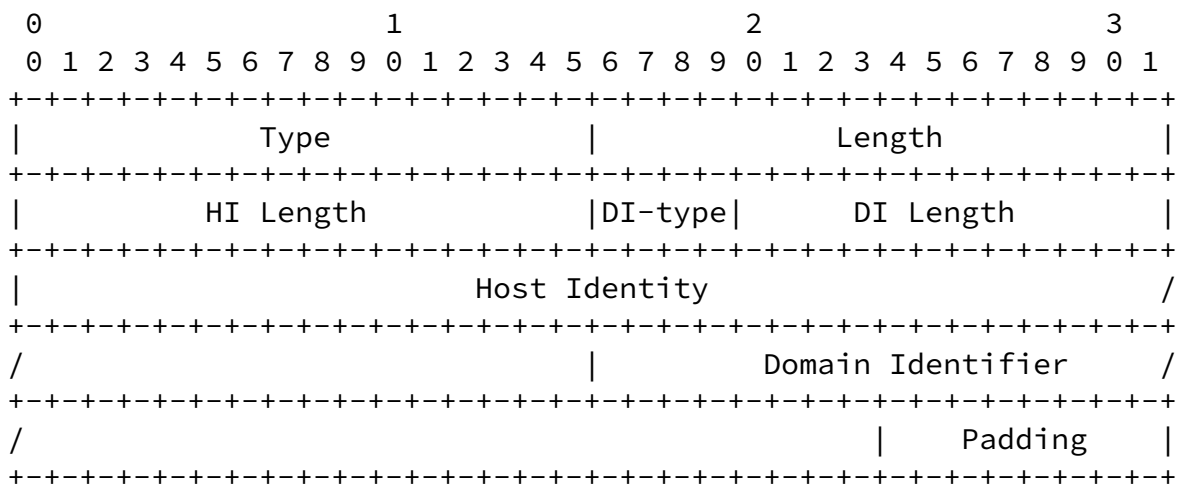 0                   1                   2                   3
 0 1 2 3 4 5 6 7 8 9 0 1 2 3 4 5 6 7 8 9 0 1 2 3 4 5 6 7 8 9 0 1
+-+-+-+-+-+-+-+-+-+-+-+-+-+-+-+-+-+-+-+-+-+-+-+-+-+-+-+-+-+-+-+-+
|             Type              |             Length            |
+-+-+-+-+-+-+-+-+-+-+-+-+-+-+-+-+-+-+-+-+-+-+-+-+-+-+-+-+-+-+-+-+
|          HI Length            |DI-type|      DI Length        |
+-+-+-+-+-+-+-+-+-+-+-+-+-+-+-+-+-+-+-+-+-+-+-+-+-+-+-+-+-+-+-+-+
|                         Host Identity                         /
+-+-+-+-+-+-+-+-+-+-+-+-+-+-+-+-+-+-+-+-+-+-+-+-+-+-+-+-+-+-+-+-+
/                               |         Domain Identifier     /
+-+-+-+-+-+-+-+-+-+-+-+-+-+-+-+-+-+-+-+-+-+-+-+-+-+-+-+-+-+-+-+-+
/                                               |    Padding    |
+-+-+-+-+-+-+-+-+-+-+-+-+-+-+-+-+-+-+-+-+-+-+-+-+-+-+-+-+-+-+-+-+